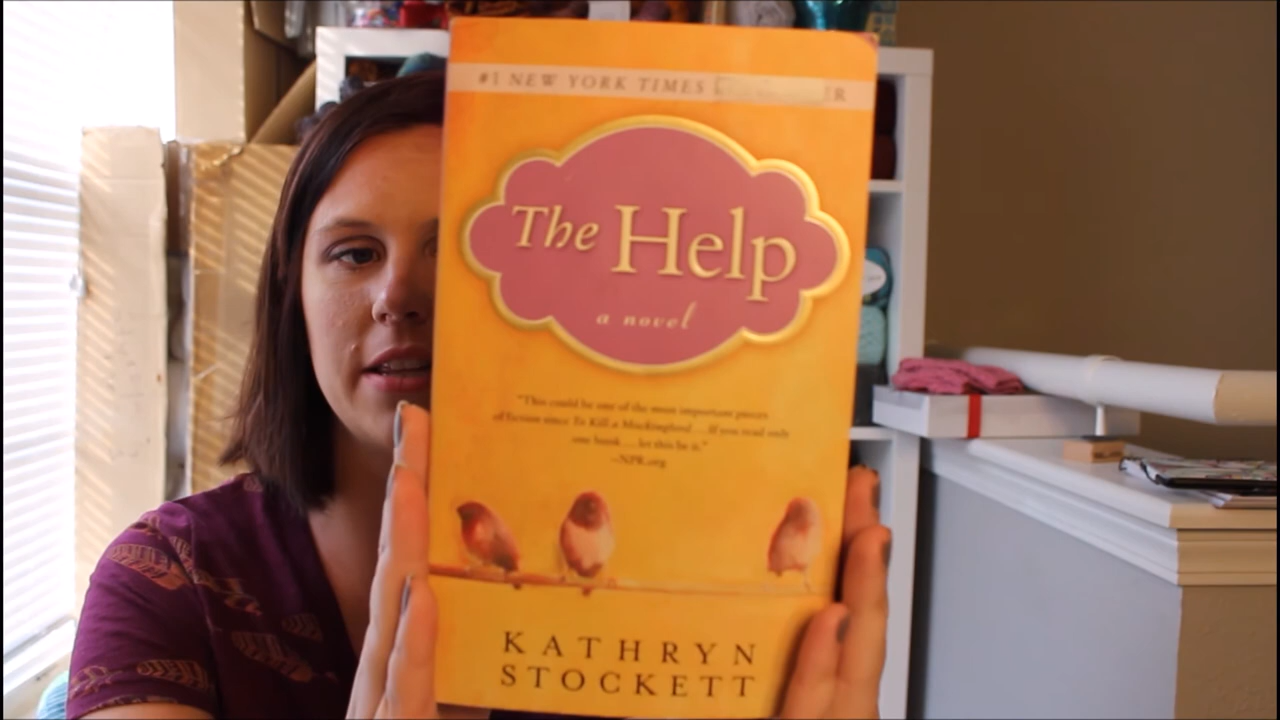 #1 NEW YORK TIMES R
The Help
a novel
"This could be one of the most important pieces
of fiction since To Kill a Mockingbird... If you read only
one book... let this be it."
—NPR.org
KATHRYN
STOCKETT